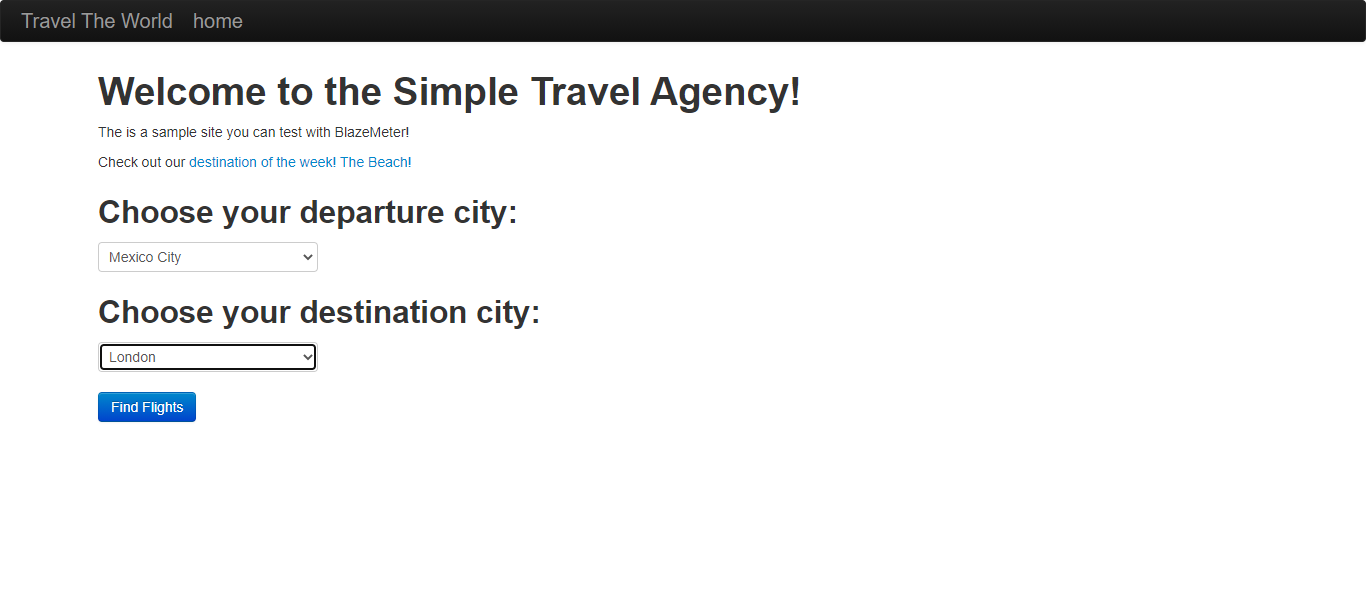 Travel The World home
Welcome to the Simple Travel Agency!
The is a sample site you can test with BlazeMeter!
Check out our destination of the week! The Beach!
Choose your departure city:
Mexico City
Choose your destination city:
London
Find Flights